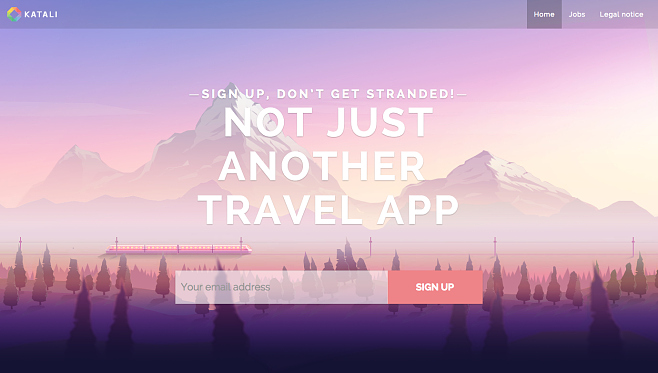 KATALI
Home Jobs Legal notice
—SIGN UP, DON'T GET STRANDED!—
NOT JUST
ANOTHER
TRAVEL APP
Your email address
SIGN UP